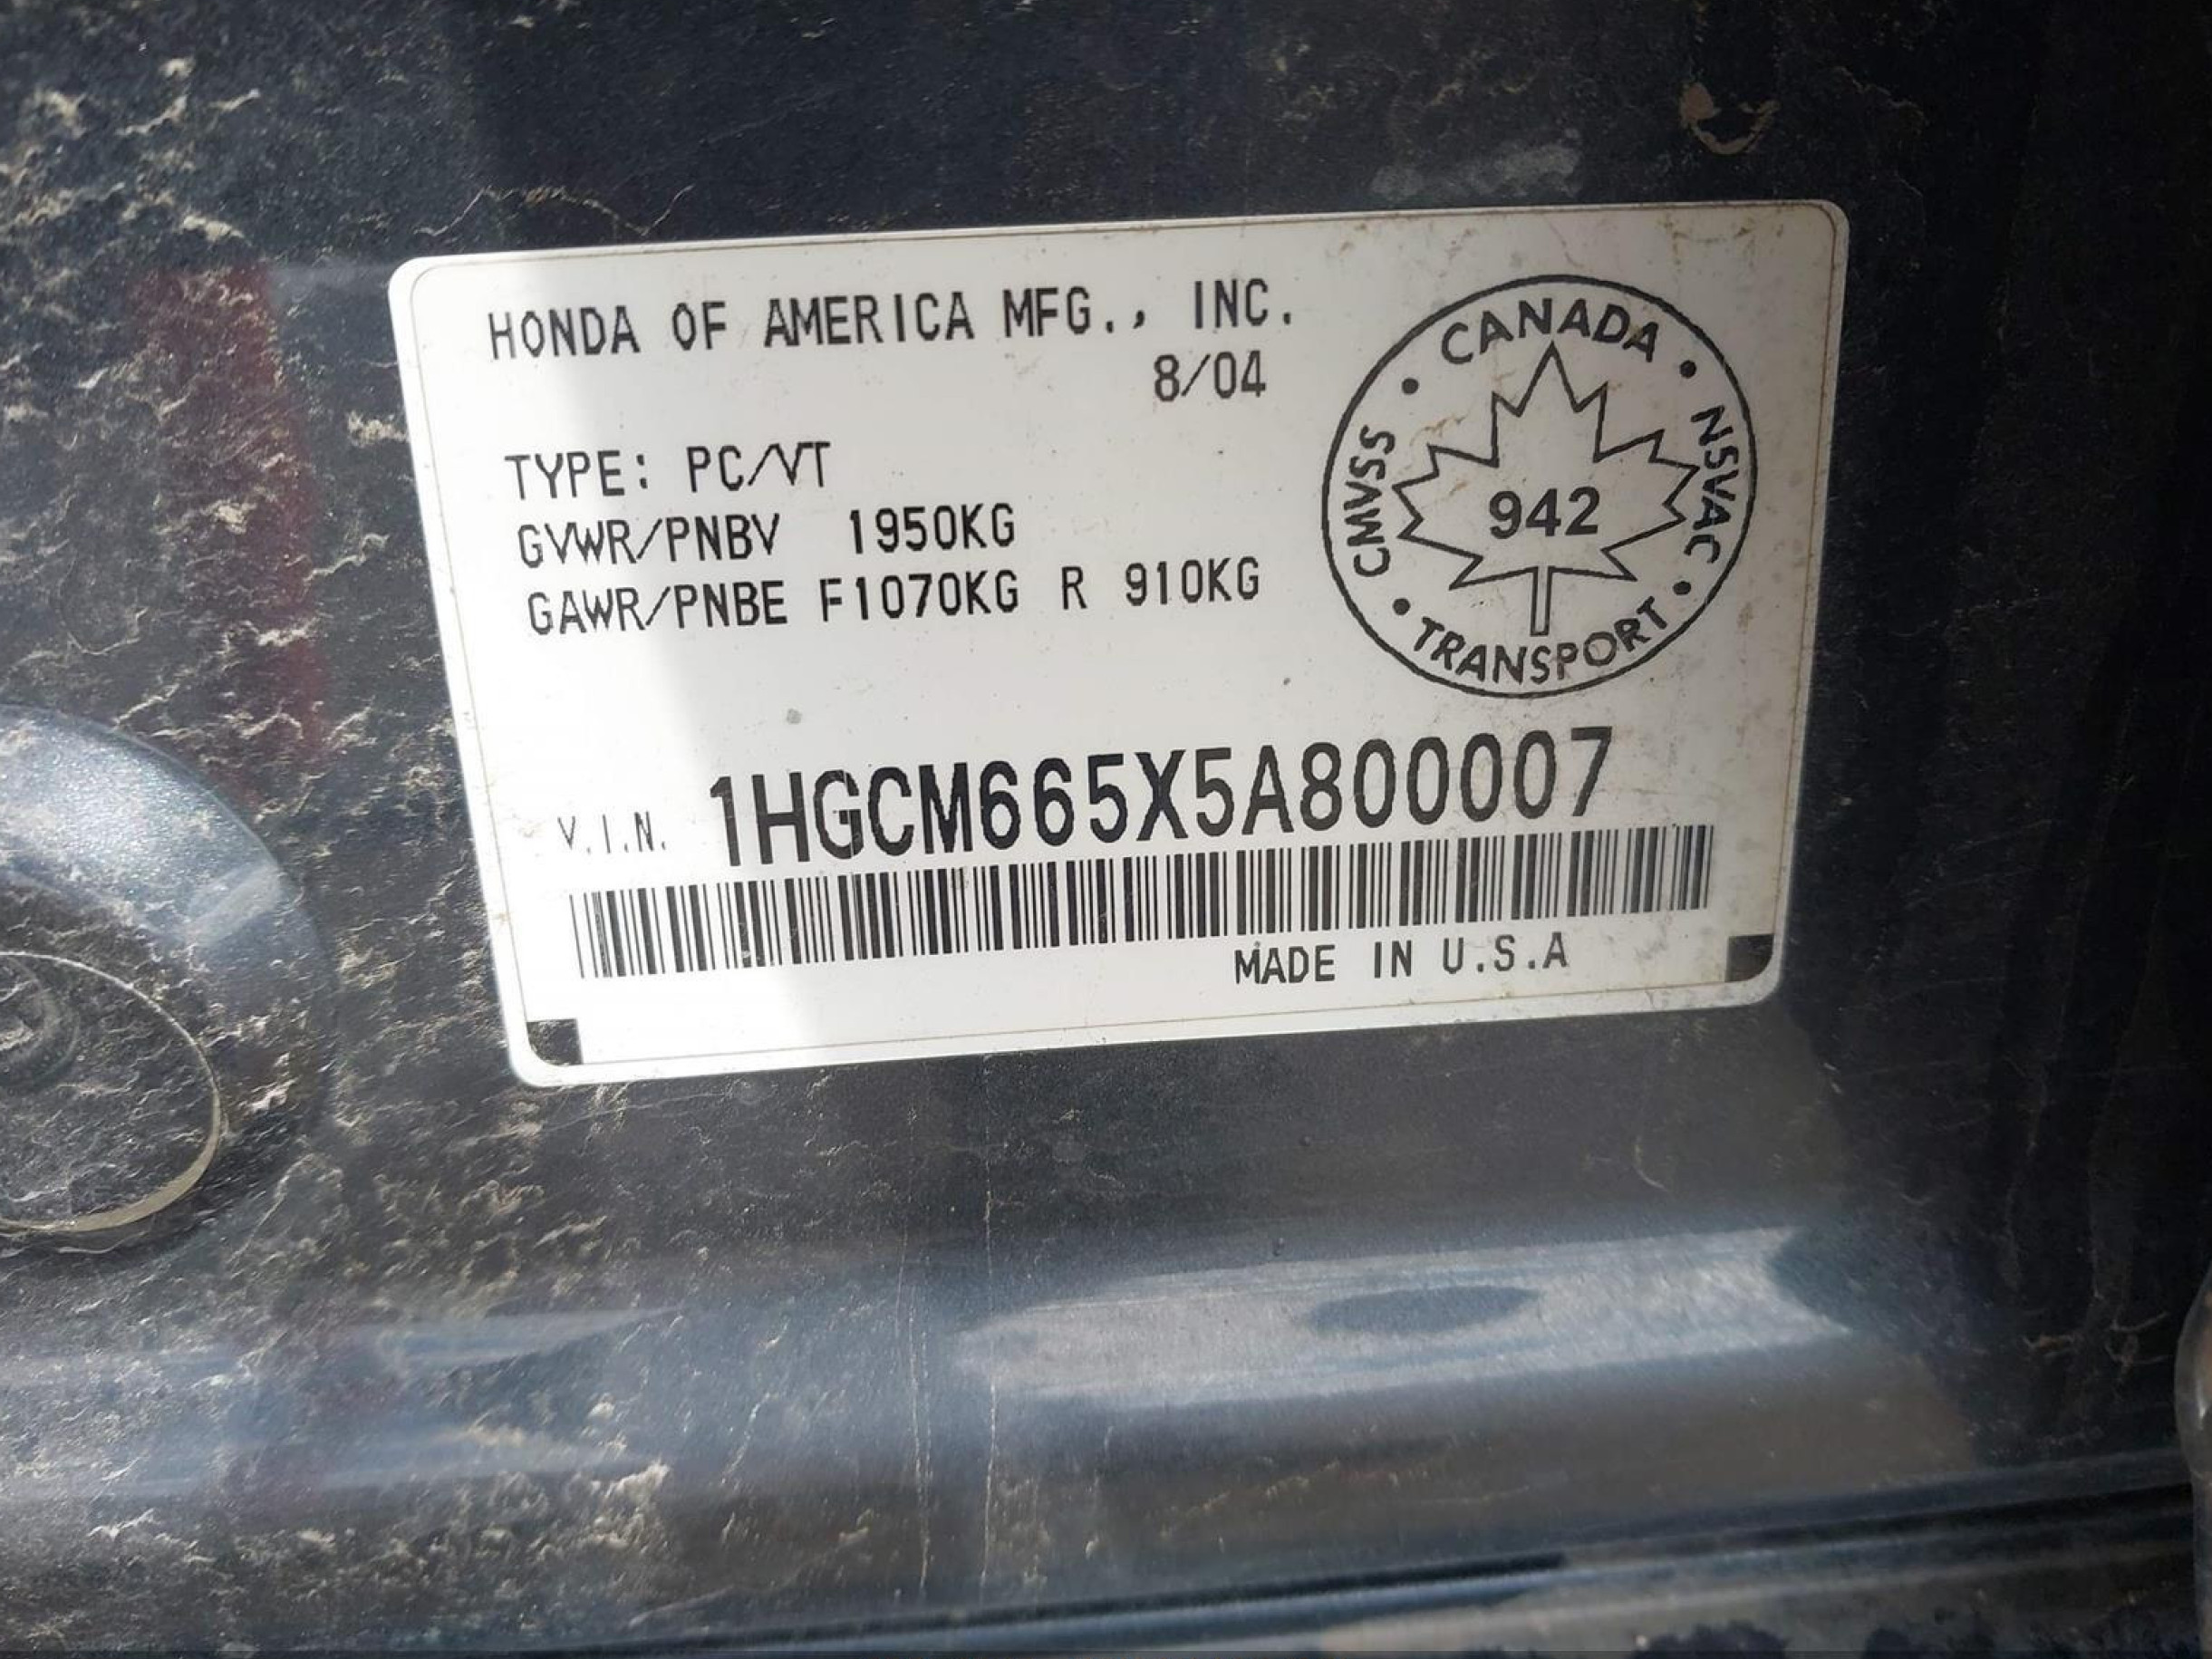 HONDA OF AMERICA MFG., INC.
8/04
TYPE: PC/VT
GVWR/PNBV 1950KG
GAWR/PNBE F1070KG R 910KG
CANADA • NSVAC • TRANSPORT • CMVSS •
942
V.I.N. 1HGCM665X5A800007
MADE IN U.S.A